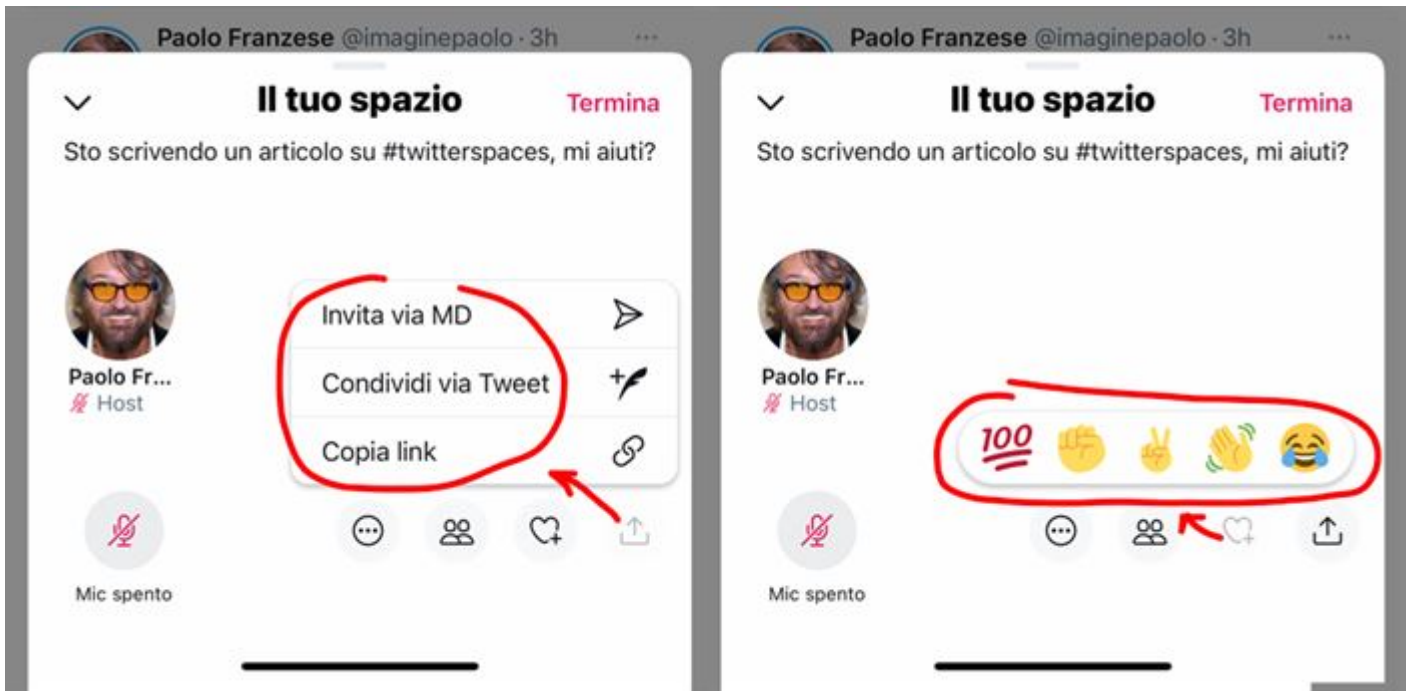 Paolo Franzese @imaginepaolo · 3h
Il tuo spazio
Termina
Sto scrivendo un articolo su #twitterspaces, mi aiuti?
Invita via MD
Condividi via Tweet
Copia link
Paolo Fr...
Host
Mic spento
Paolo Franzese @imaginepaolo · 3h
Il tuo spazio
Termina
Sto scrivendo un articolo su #twitterspaces, mi aiuti?
Paolo Fr...
Host
100
Mic spento